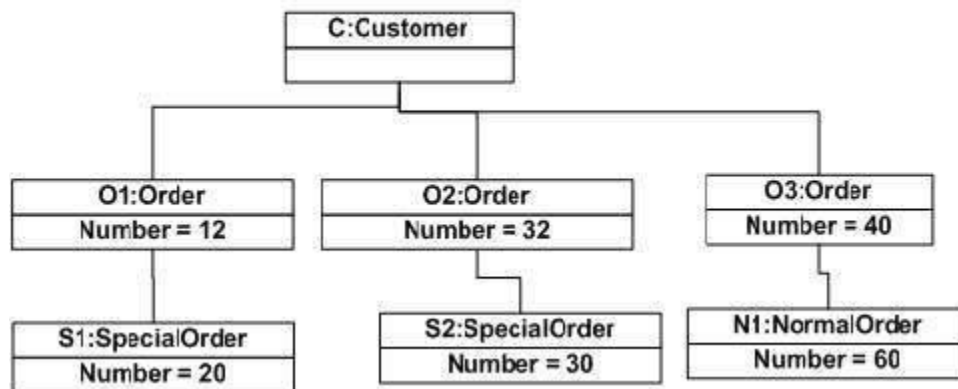 C:Customer
O1:Order
Number = 12
O2:Order
Number = 32
O3:Order
Number = 40
S1:SpecialOrder
Number = 20
S2:SpecialOrder
Number = 30
N1:NormalOrder
Number = 60